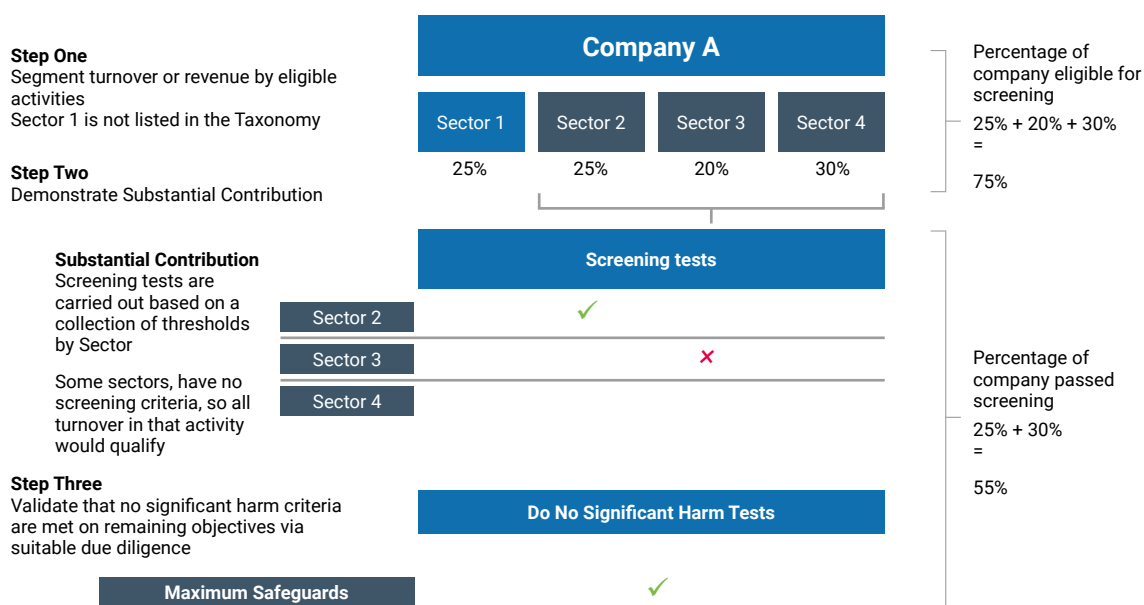 Step One
Segment turnover or revenue by eligible
activities
Sector 1 is not listed in the Taxonomy
Company A
Sector 1
Sector 2
Sector 3
Sector 4
25%
25%
20%
30%
Percentage of
company eligible for
screening
25% + 20% + 30%
=
75%
Step Two
Demonstrate Substantial Contribution
Substantial Contribution
Screening tests are
carried out based on a
collection of thresholds
by Sector
Some sectors, have no
screening criteria, so all
turnover in that activity
would qualify
Screening tests
Sector 2
Sector 3
Sector 4
Percentage of
company passed
screening
25% + 30%
=
55%
Step Three
Validate that no significant harm criteria
are met on remaining objectives via
suitable due diligence
Do No Significant Harm Tests
Maximum Safeguards